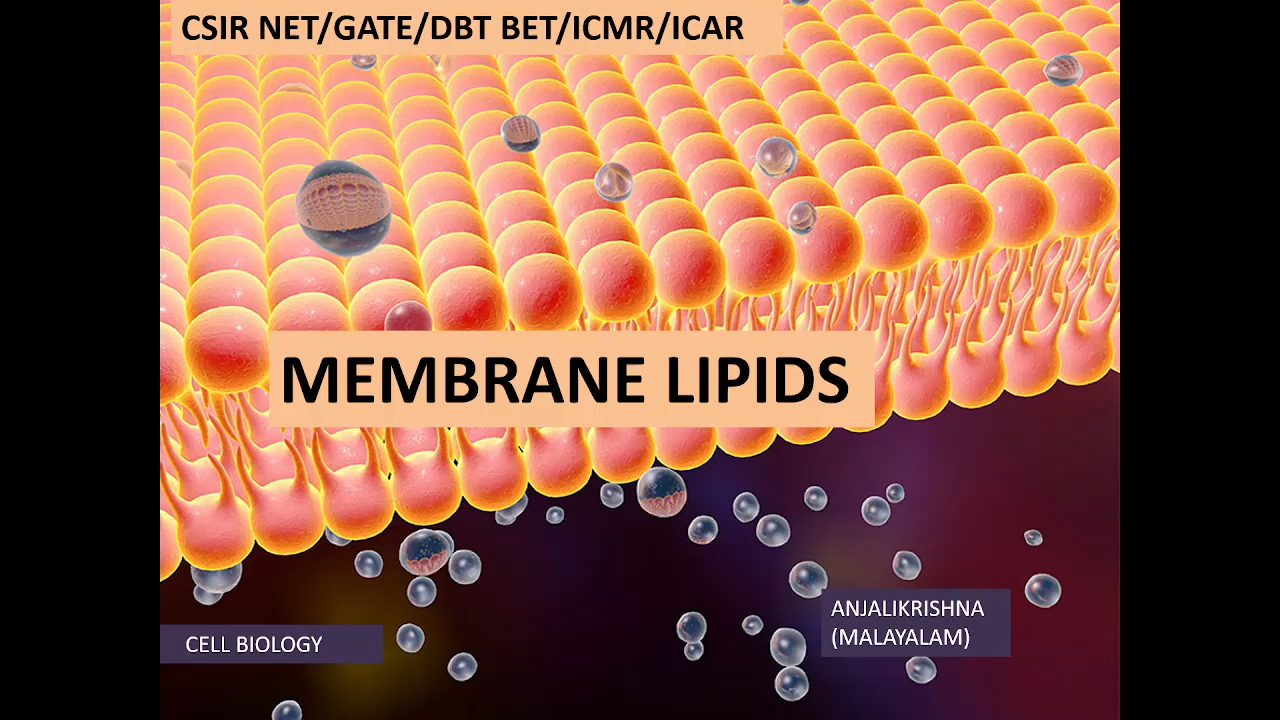 CSIR NET/GATE/DBT BET/ICMR/ICAR
MEMBRANE LIPIDS
ANJALIKRISHNA
(MALAYALAM)
CELL BIOLOGY